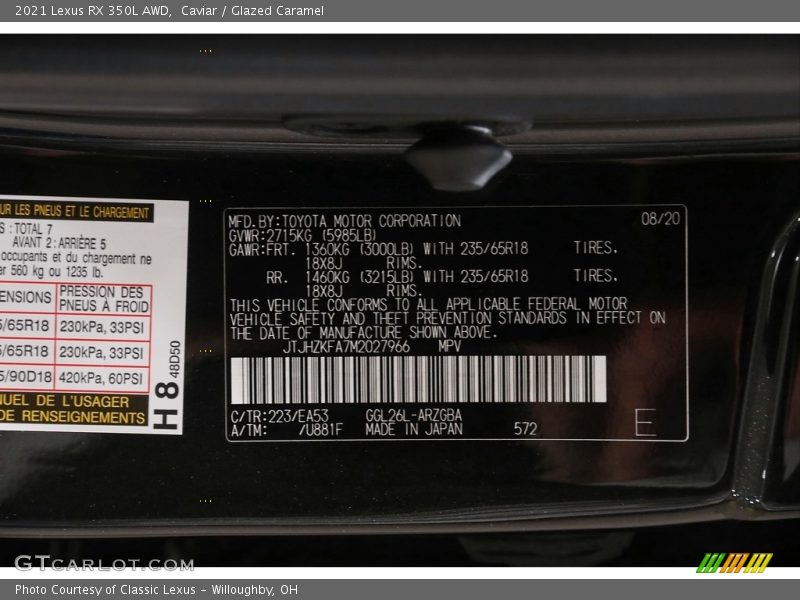 2021 Lexus RX 350L AWD, Caviar / Glazed Caramel
UR LES PNEUS ET LE CHARGEMENT
S : TOTAL 7
AVANT 2 : ARRIÈRE 5
occupants et du chargement ne
er 560 kg ou 1235 lb.
ENSIONS PRESSION DES PNEUS À FROID
5/65R18 230kPa, 33PSI
5/65R18 230kPa, 33PSI
5/90D18 420kPa, 60PSI
NUEL DE L'USAGER
DE RENSEIGNEMENTS
H 8 48D50
MFD.BY:TOYOTA MOTOR CORPORATION 08/20
GVWR:2715KG (5985LB)
GAWR:FRT. 1360KG (3000LB) WITH 235/65R18 TIRES.
18X8J RIMS.
RR. 1460KG (3215LB) WITH 235/65R18 TIRES.
18X8J RIMS.
THIS VEHICLE CONFORMS TO ALL APPLICABLE FEDERAL MOTOR
VEHICLE SAFETY AND THEFT PREVENTION STANDARDS IN EFFECT ON
THE DATE OF MANUFACTURE SHOWN ABOVE.
JTJHZKFA7M2027966 MPV
C/TR:223/EA53 GGL26L-ARZGBA
A/TM: /U881F MADE IN JAPAN 572 E
GTCARLOT.COM
Photo Courtesy of Classic Lexus - Willoughby, OH